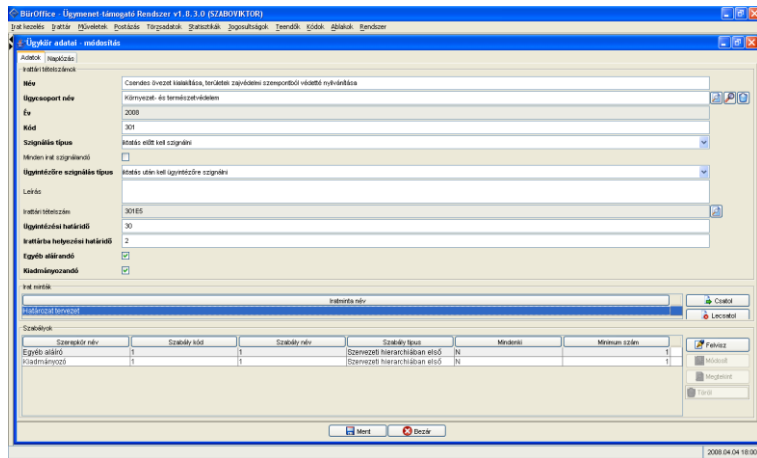 BürOffice - Ügymenet-támogató Rendszer v1.8.3.0 (SZABOVIKTOR)
Irat kezelés Irattár Műveletek Postázás Törzsadatok Statisztikák Jogosultságok Teendők Kódok Ablakok Rendszer
Ügykör adatai - módosítás
Adatok Naplózás
Irattári tételszámok
Név Csendes övezet kialakítása, területek zajvédelmi szempontból védetté nyilvánítása
Ügycsoport név Környezet- és természetvédelem
Év 2008
Kód 301
Szignálás típus Iktatás előtt kell szignálni
Minden irat szignálandó
Ügyintézőre szignálás típus Iktatás után kell ügyintézőre szignálni
Leírás
Irattári tételszám 301E5
Ügyintézési határidő 30
Irattárba helyezési határidő 2
Egyéb aláírandó
Kiadmányozandó
Irat minták
Iratminta név Csatol
Határozat tervezet Lecsatol
Szabályok
Szerepkör név Szabály kód Szabály név Szabály típus Mindenki Minimum szám Felvisz
Egyéb aláíró 1 1 Szervezeti hierarchiában első N 1
Kiadmányozó 1 1 Szervezeti hierarchiában első N 1
Módosít
Megtekint
Töröl
Ment Bezár
2008.04.04 18:00